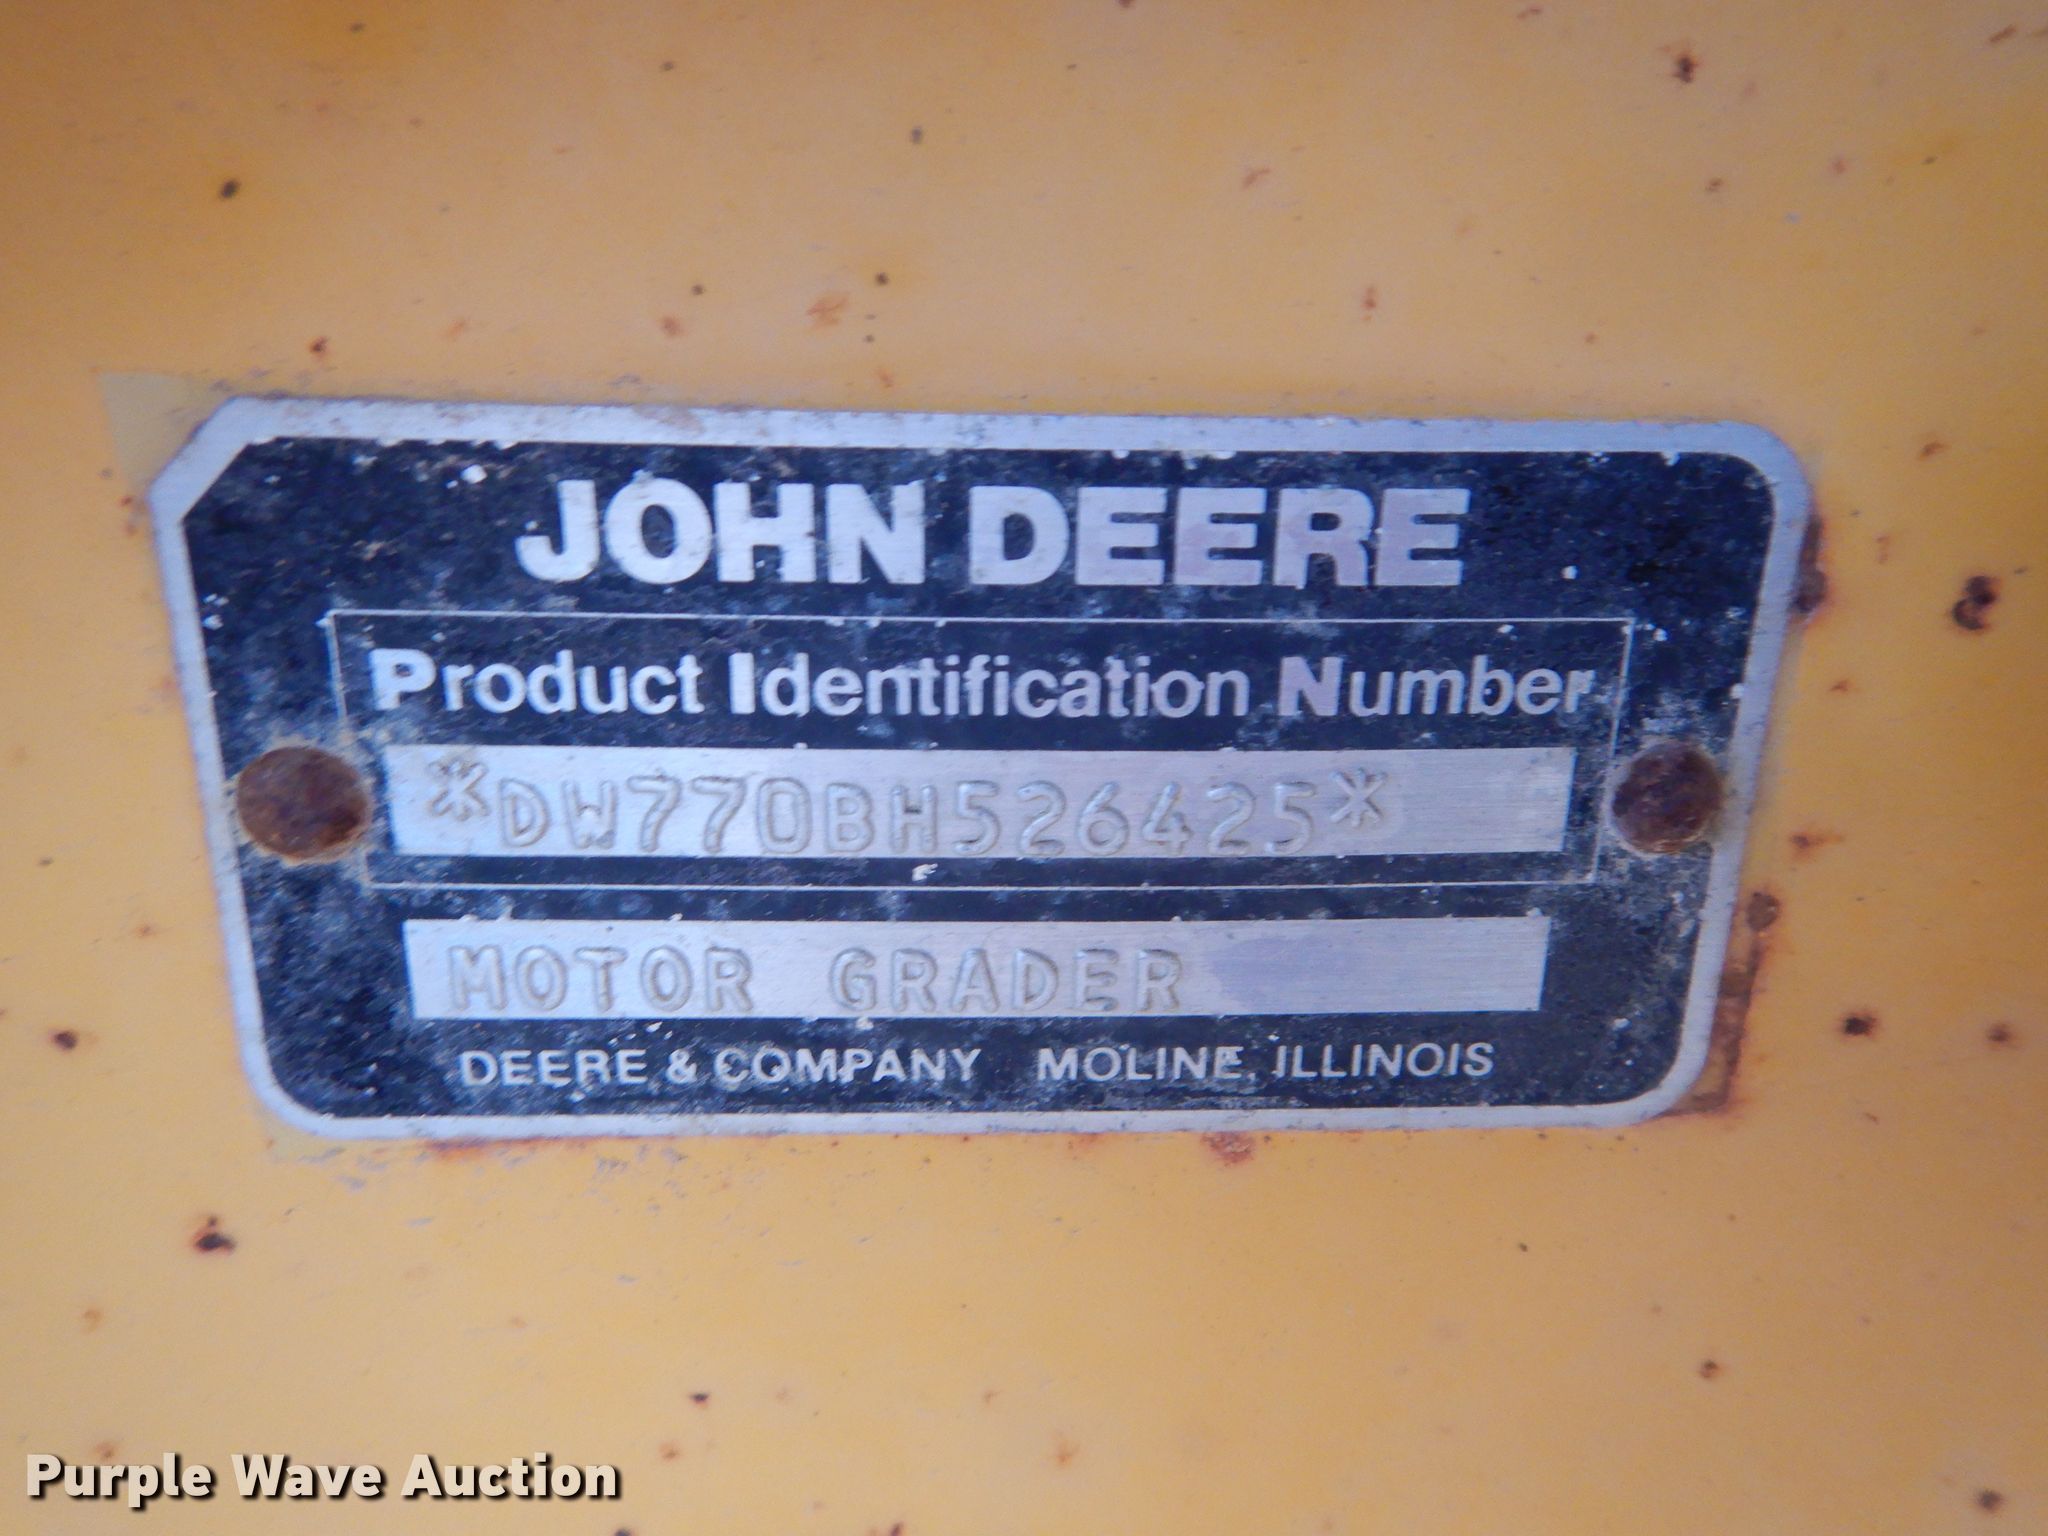 JOHN DEERE
Product Identification Number
*DW770BH526425*
MOTOR GRADER
DEERE & COMPANY MOLINE, ILLINOIS
Purple Wave Auction